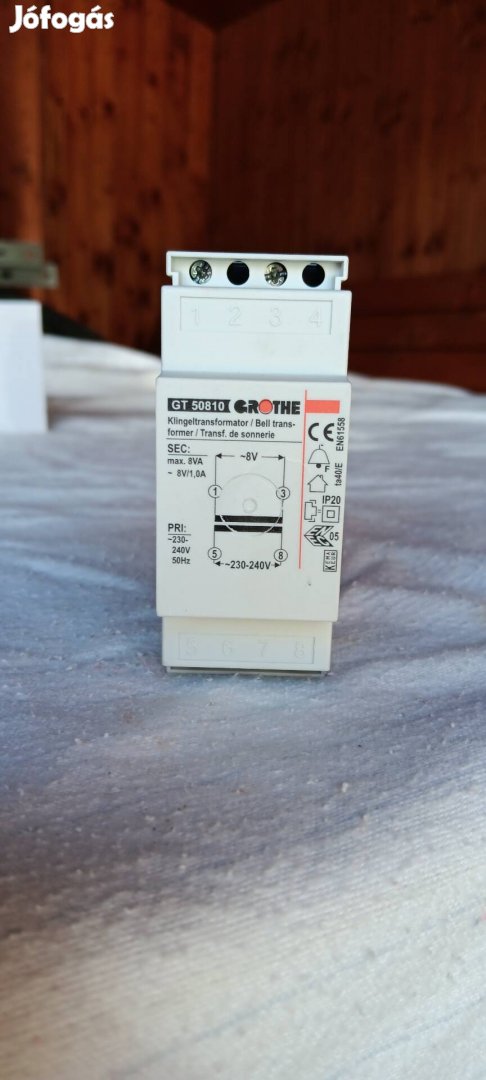 Jófogás
1 2 3 4
GT 50810 GROTHE
Klingeltransformator / Bell trans-
former / Transf. de sonnerie
SEC:
max. 8VA
~ 8V/1,0A
~8V
1 3
PRI:
~230-
240V
50Hz
5 8
~230-240V
CE
EN61558
ta40/E
F
IP20
05
KEMA
KEUR
5 6 7 8